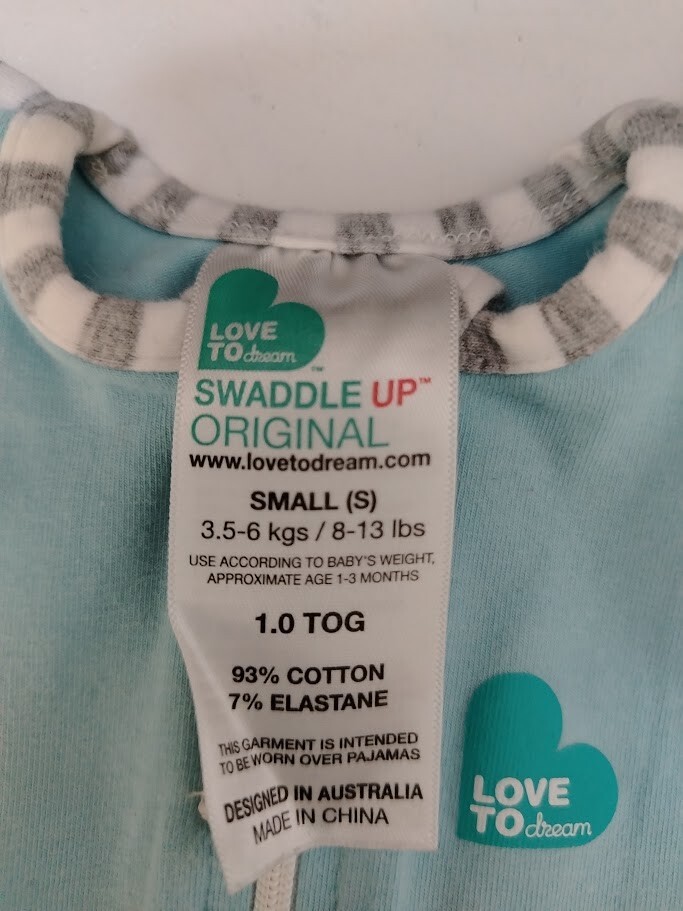 LOVE
TO dream™
SWADDLE UP™
ORIGINAL
www.lovetodream.com
SMALL (S)
3.5-6 kgs / 8-13 lbs
USE ACCORDING TO BABY'S WEIGHT,
APPROXIMATE AGE 1-3 MONTHS
1.0 TOG
93% COTTON
7% ELASTANE
THIS GARMENT IS INTENDED
TO BE WORN OVER PAJAMAS
DESIGNED IN AUSTRALIA
MADE IN CHINA
LOVE
TO dream